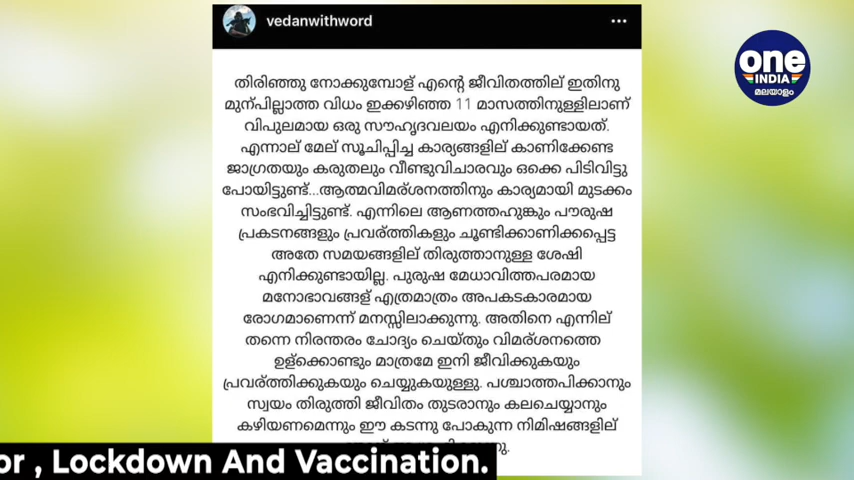 vedanwithword
one
INDIA
മലയാളം
തിരിഞ്ഞു നോക്കുമ്പോള് എന്റെ ജീവിതത്തില് ഇതിനു
മുന്പില്ലാത്ത വിധം ഇക്കഴിഞ്ഞ 11 മാസത്തിനുള്ളിലാണ്
വിപുലമായ ഒരു സൗഹൃദവലയം എനിക്കുണ്ടായത്.
എന്നാല് മേല് സൂചിപ്പിച്ച കാര്യങ്ങളില് കാണിക്കേണ്ട
ജാഗ്രതയും കരുതലും വീണ്ടുവിചാരവും ഒക്കെ പിടിവിട്ടു
പോയിട്ടുണ്ട്...ആത്മവിമര്ശനത്തിനും കാര്യമായി മുടക്കം
സംഭവിച്ചിട്ടുണ്ട്. എന്നിലെ ആണത്തഹുങ്കും പൗരുഷ
പ്രകടനങ്ങളും പ്രവര്ത്തികളും ചൂണ്ടിക്കാണിക്കപ്പെട്ട
അതേ സമയങ്ങളില് തിരുത്താനുള്ള ശേഷി
എനിക്കുണ്ടായില്ല. പുരുഷ മേധാവിത്തപരമായ
മനോഭാവങ്ങള് എത്രമാത്രം അപകടകാരമായ
രോഗമാണെന്ന് മനസ്സിലാക്കുന്നു. അതിനെ എന്നില്
തന്നെ നിരന്തരം ചോദ്യം ചെയ്തും വിമര്ശനത്തെ
ഉള്ക്കൊണ്ടും മാത്രമേ ഇനി ജീവിക്കുകയും
പ്രവര്ത്തിക്കുകയും ചെയ്യുകയുള്ളു. പശ്ചാത്തപിക്കാനും
സ്വയം തിരുത്തി ജീവിതം തുടരാനും കലചെയ്യാനും
കഴിയണമെന്നും ഈ കടന്നു പോകുന്ന നിമിഷങ്ങളില്
or , Lockdown And Vaccination.